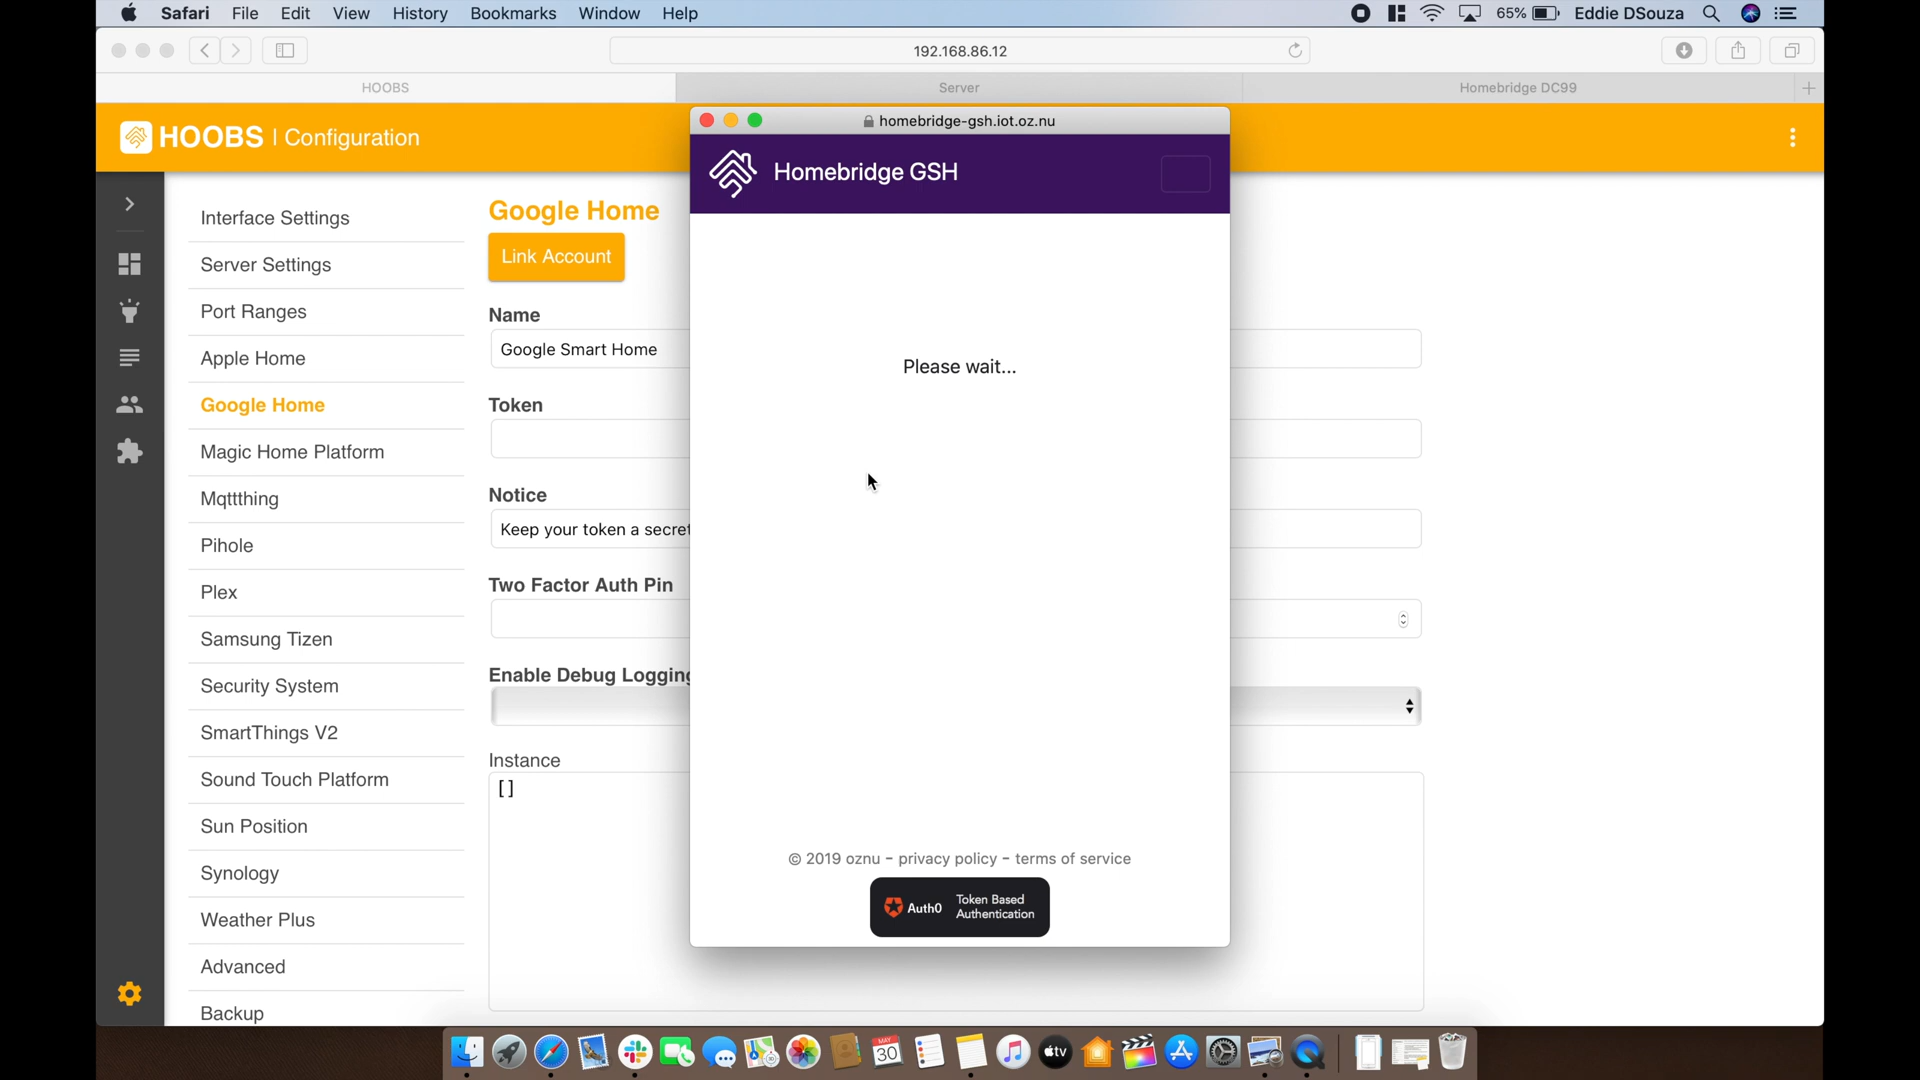 Safari File Edit View History Bookmarks Window Help 65% Eddie DSouza
192.168.86.12
HOOBS Server Homebridge DC99
HOOBS | Configuration
homebridge-gsh.iot.oz.nu
Homebridge GSH
Interface Settings
Server Settings
Port Ranges
Apple Home
Google Home
Magic Home Platform
Mqttthing
Pihole
Plex
Samsung Tizen
Security System
SmartThings V2
Sound Touch Platform
Sun Position
Synology
Weather Plus
Advanced
Backup
Google Home
Link Account
Name
Google Smart Home
Token
Notice
Keep your token a secret
Two Factor Auth Pin
Enable Debug Logging
Instance
[]
Please wait...
© 2019 oznu - privacy policy - terms of service
Auth0 Token Based
Authentication
MAY
30
tv